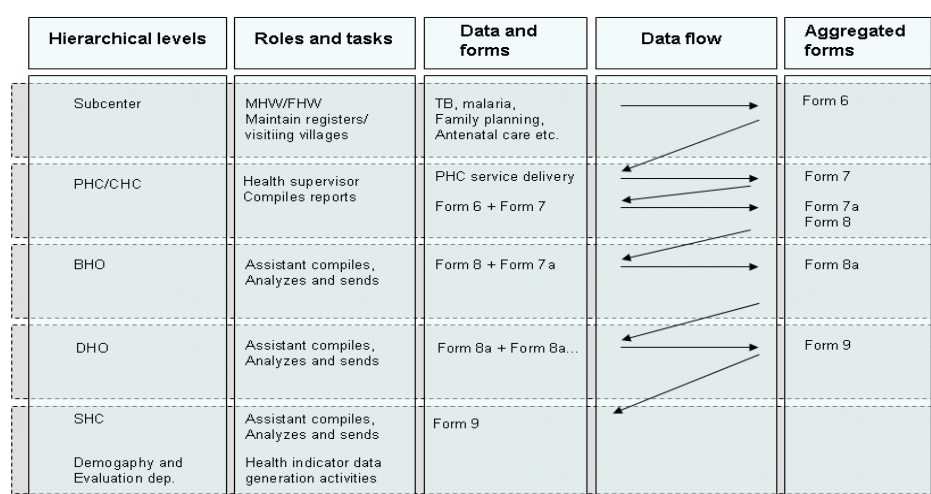 Hierarchical levels
Roles and tasks
Data and
forms
Data flow
Aggregated
forms
Subcenter
MHW/FHW
Maintain registers/
visitiing villages
TB, malaria,
Family planning,
Antenatal care etc.
Form 6
PHC/CHC
Health supervisor
Compiles reports
PHC service delivery
Form 6 + Form 7
Form 7
Form 7a
Form 8
BHO
Assistant compiles,
Analyzes and sends
Form 8 + Form 7a
Form 8a
DHO
Assistant compiles,
Analyzes and sends
Form 8a + Form 8a...
Form 9
SHC
Demogaphy and
Evaluation dep.
Assistant compiles,
Analyzes and sends
Health indicator data
generation activities
Form 9